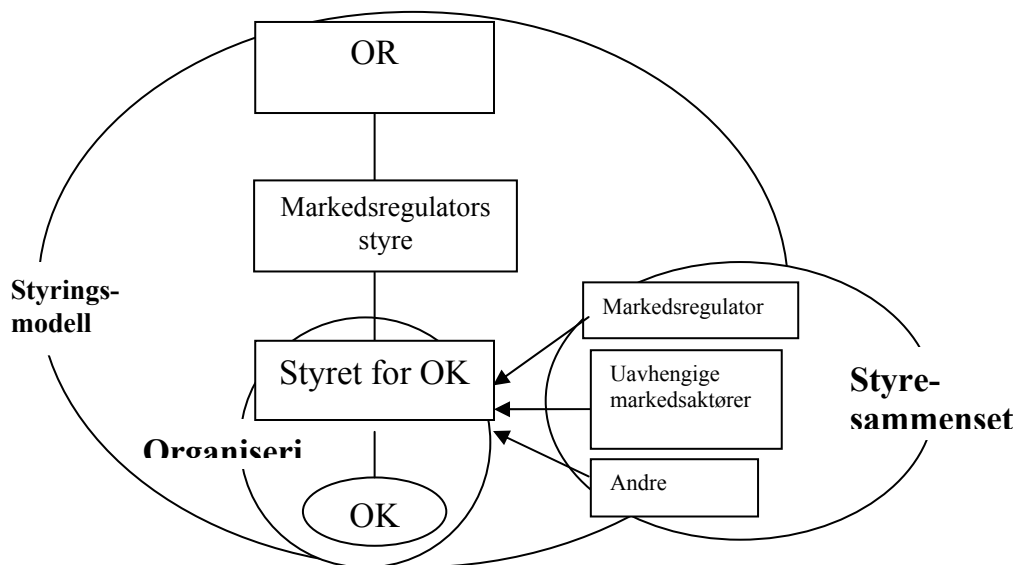 OR
Markedsregulators
styre
Styrings-
modell
Markedsregulator
Styret for OK
Uavhengige
markedsaktører
Styre-
sammenset
Organiseri
Andre
OK